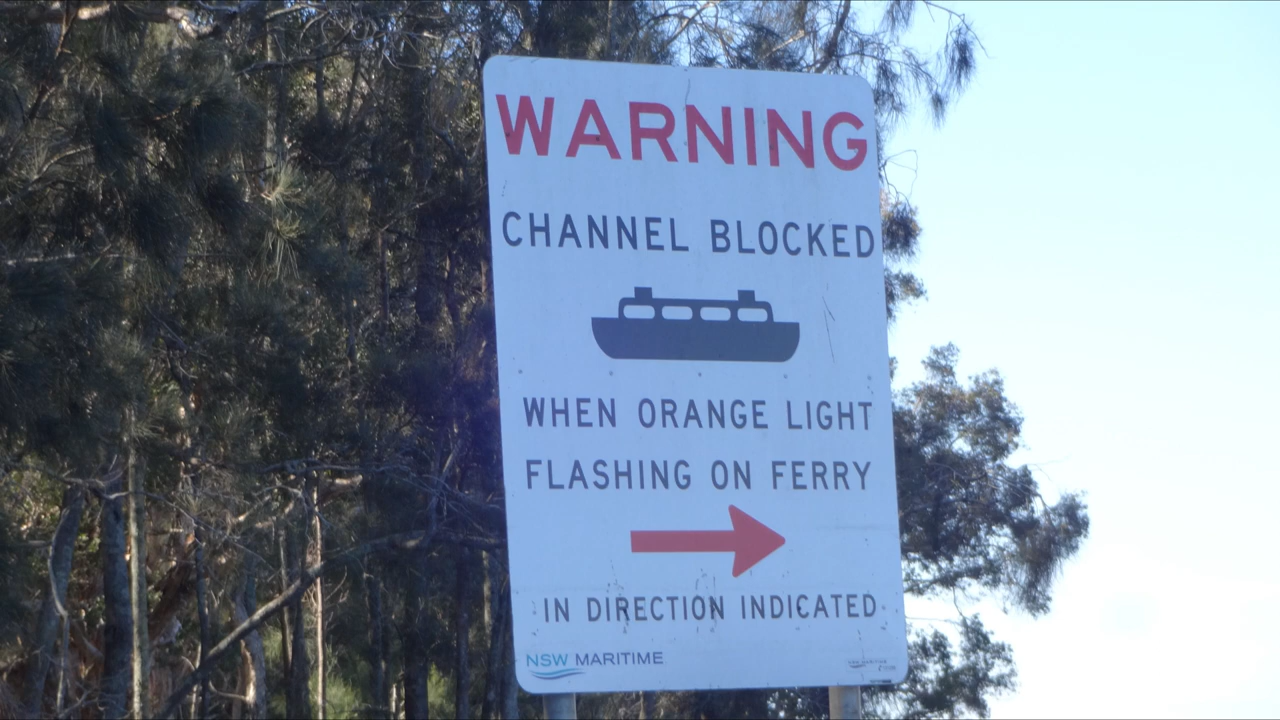 WARNING
CHANNEL BLOCKED
WHEN ORANGE LIGHT
FLASHING ON FERRY
IN DIRECTION INDICATED
NSW MARITIME